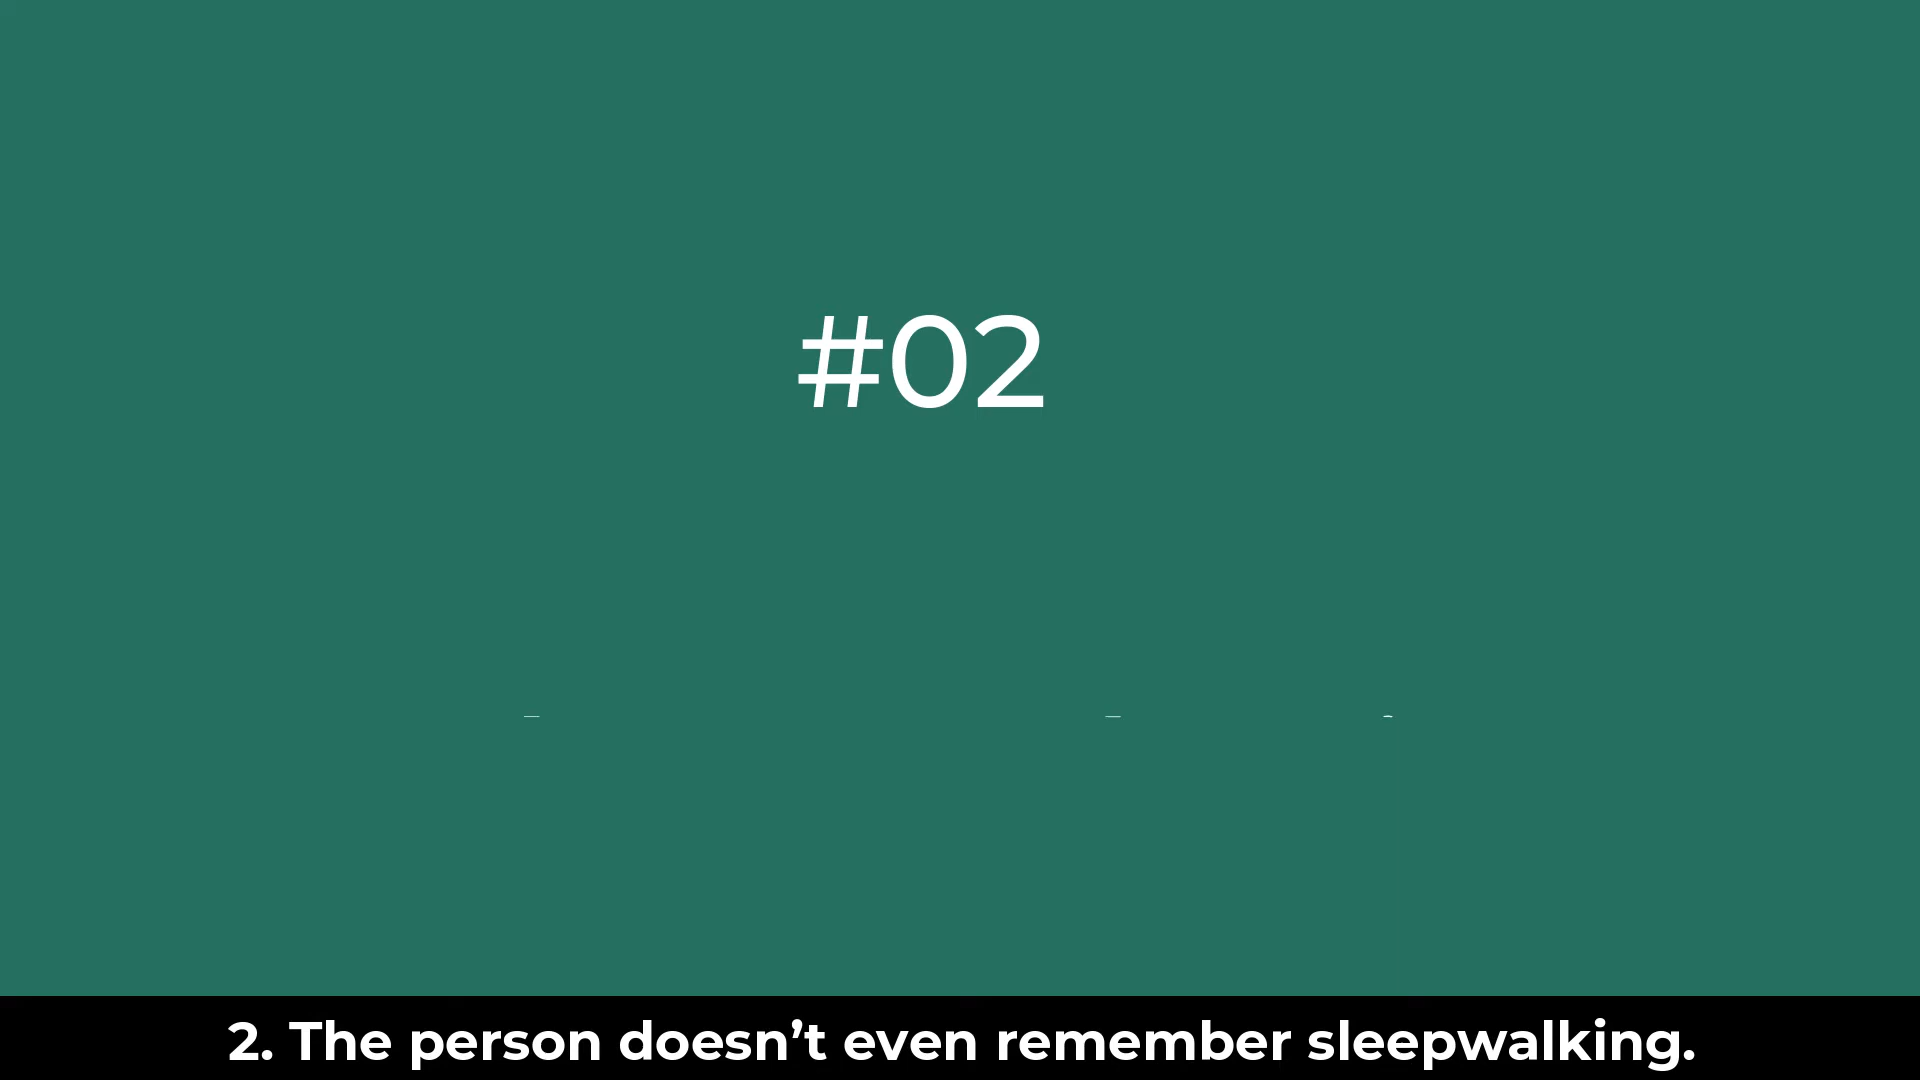 #02
2. The person doesn’t even remember sleepwalking.